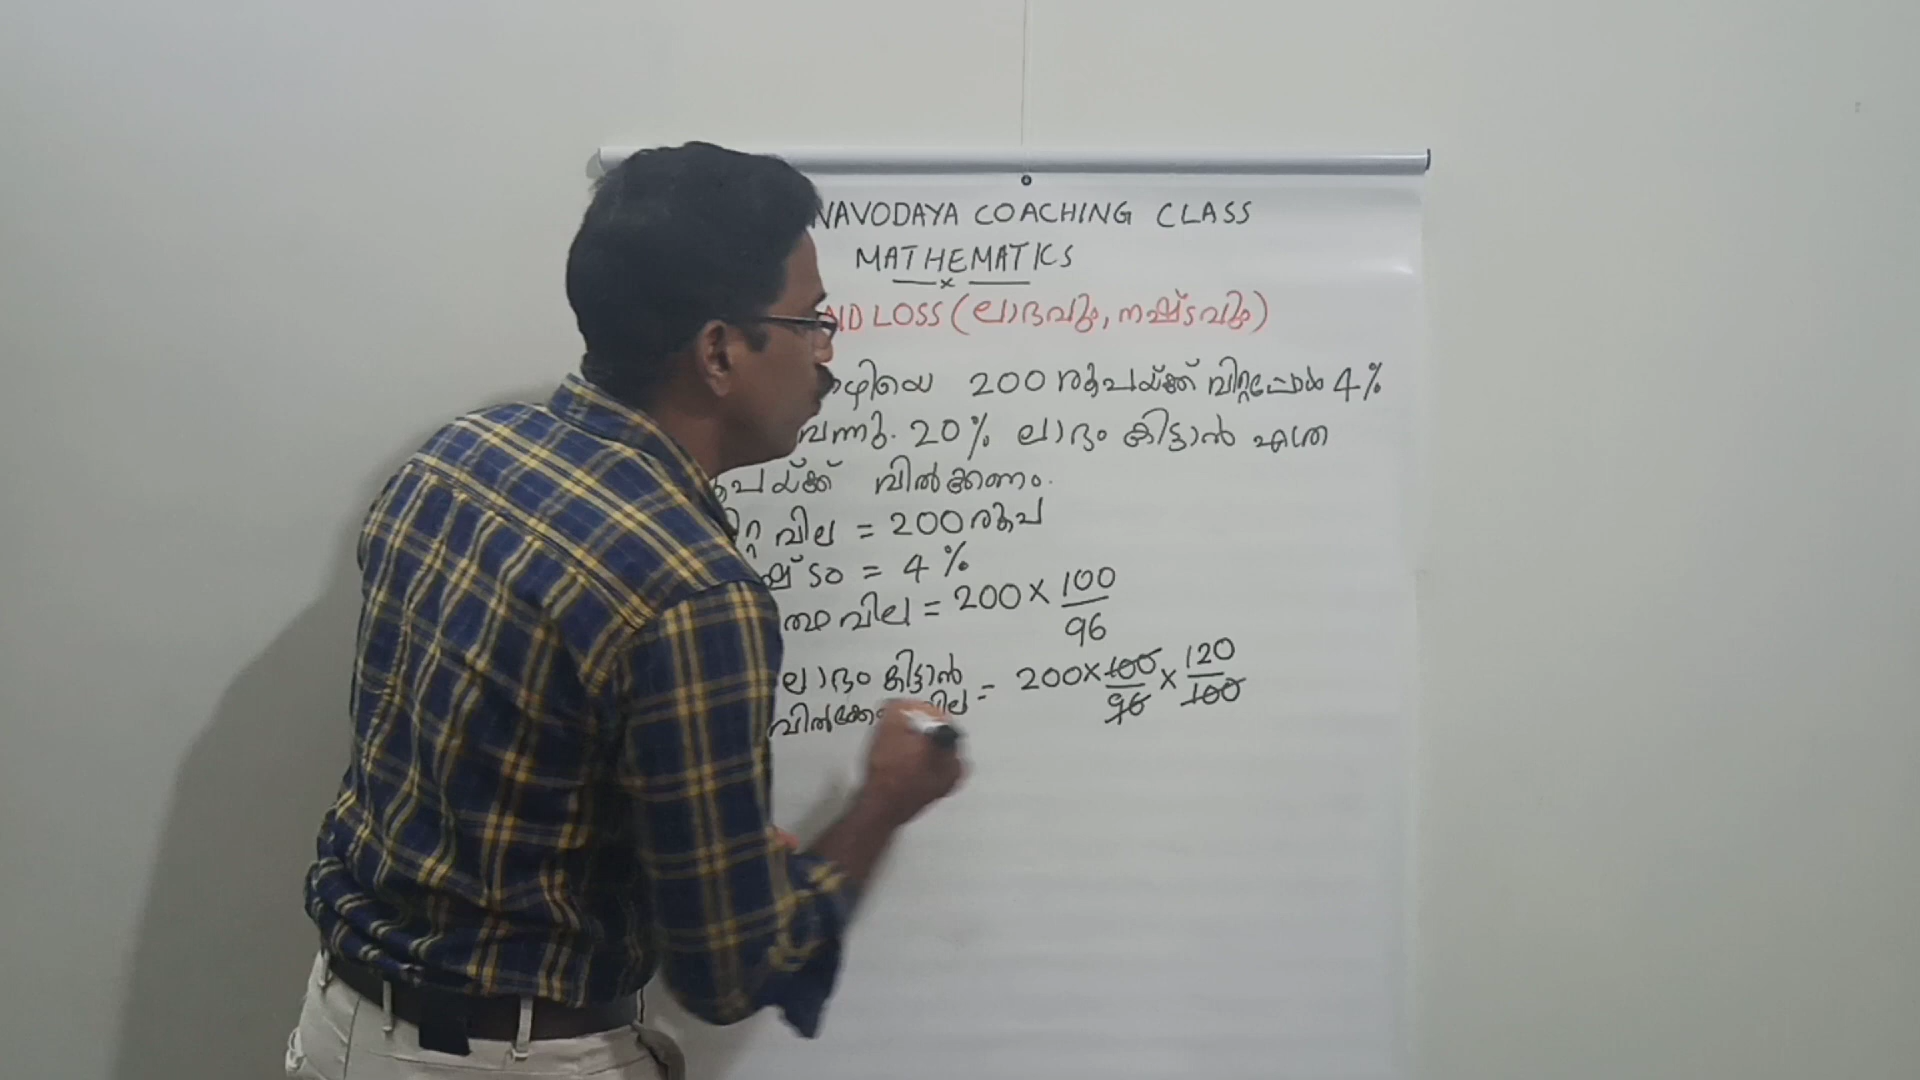 NAVODAYA COACHING CLASS
MATHEMATICS
ND LOSS (ലാഭവും, നഷ്ടവും)
ഴിയെ 200 രൂപയ്ക്ക് വിറ്റപ്പോൾ 4%
വന്നു. 20% ലാഭം കിട്ടാൻ എത്ര
പയ്ക്ക് വിൽക്കണം.
വില = 200 രൂപ
ഷ്ടം = 4%
വില = 200 × 100/96
ലാഭം കിട്ടാൻ
= 200 × 100/96 × 120/100